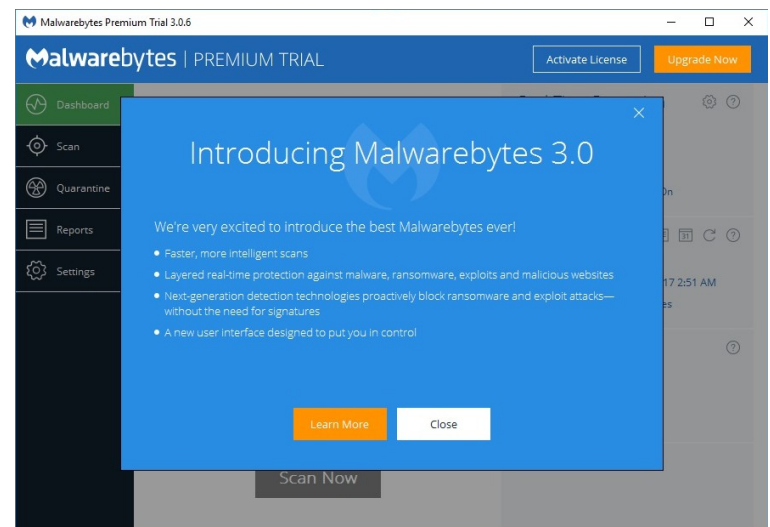 Malwarebytes Premium Trial 3.0.6
Malwarebytes | PREMIUM TRIAL
Activate License
Upgrade Now
Dashboard
Scan
Quarantine
Reports
Settings
Introducing Malwarebytes 3.0
We're very excited to introduce the best Malwarebytes ever!
• Faster, more intelligent scans
• Layered real-time protection against malware, ransomware, exploits and malicious websites
• Next-generation detection technologies proactively block ransomware and exploit attacks—
without the need for signatures
• A new user interface designed to put you in control
Learn More
Close
31
17 2:51 AM
Scan Now